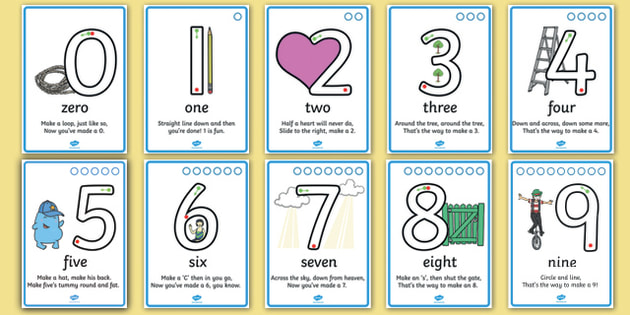 0
zero
Make a loop, just like so,
Now you've made a 0.
1
one
Straight line down and then
you're done! 1 is fun.
2
two
Half a heart will never do,
Slide to the right, make a 2.
3
three
Around the tree, around the tree,
That's the way to make a 3.
4
four
Down and across, down some more,
That's the way to make a 4.
5
five
Make a hat, make his back.
Make five's tummy round and fat.
6
six
Make a 'C' then in you go,
Now you've made a 6, you know.
7
seven
Across the sky, down from heaven,
Now you've made a 7.
8
eight
Make an 's', then shut the gate,
That's the way to make an 8.
9
nine
Circle and line,
That's the way to make a 9!